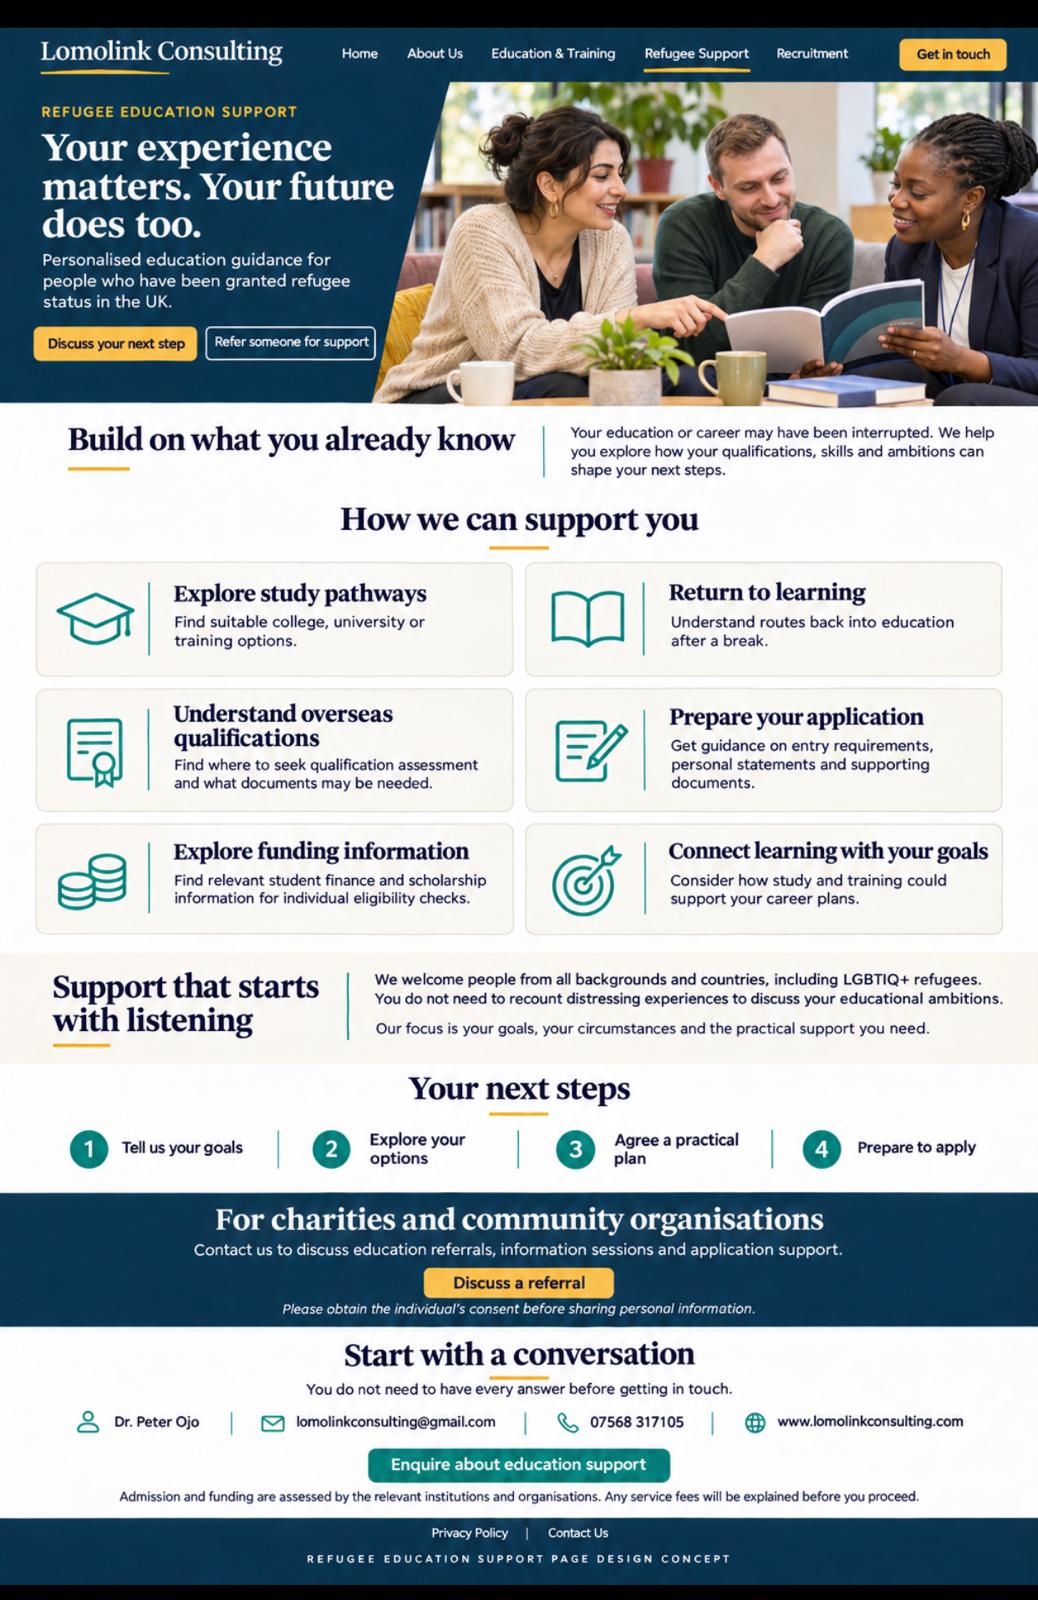 Lomolink Consulting
Home
About Us
Education & Training
Refugee Support
Recruitment
Get in touch
REFUGEE EDUCATION SUPPORT
Your experience
matters. Your future
does too.
Personalised education guidance for
people who have been granted refugee
status in the UK.
Discuss your next step
Refer someone for support
Build on what you already know
Your education or career may have been interrupted. We help
you explore how your qualifications, skills and ambitions can
shape your next steps.
How we can support you
Explore study pathways
Find suitable college, university or
training options.
Return to learning
Understand routes back into education
after a break.
Understand overseas
qualifications
Find where to seek qualification assessment
and what documents may be needed.
Prepare your application
Get guidance on entry requirements,
personal statements and supporting
documents.
Explore funding information
Find relevant student finance and scholarship
information for individual eligibility checks.
Connect learning with your goals
Consider how study and training could
support your career plans.
Support that starts
with listening
We welcome people from all backgrounds and countries, including LGBTIQ+ refugees.
You do not need to recount distressing experiences to discuss your educational ambitions.
Our focus is your goals, your circumstances and the practical support you need.
Your next steps
1 Tell us your goals
2 Explore your
options
3 Agree a practical
plan
4 Prepare to apply
For charities and community organisations
Contact us to discuss education referrals, information sessions and application support.
Discuss a referral
Please obtain the individual's consent before sharing personal information.
Start with a conversation
You do not need to have every answer before getting in touch.
Dr. Peter Ojo
lomolinkconsulting@gmail.com
07568 317105
www.lomolinkconsulting.com
Enquire about education support
Admission and funding are assessed by the relevant institutions and organisations. Any service fees will be explained before you proceed.
Privacy Policy | Contact Us
REFUGEE EDUCATION SUPPORT PAGE DESIGN CONCEPT